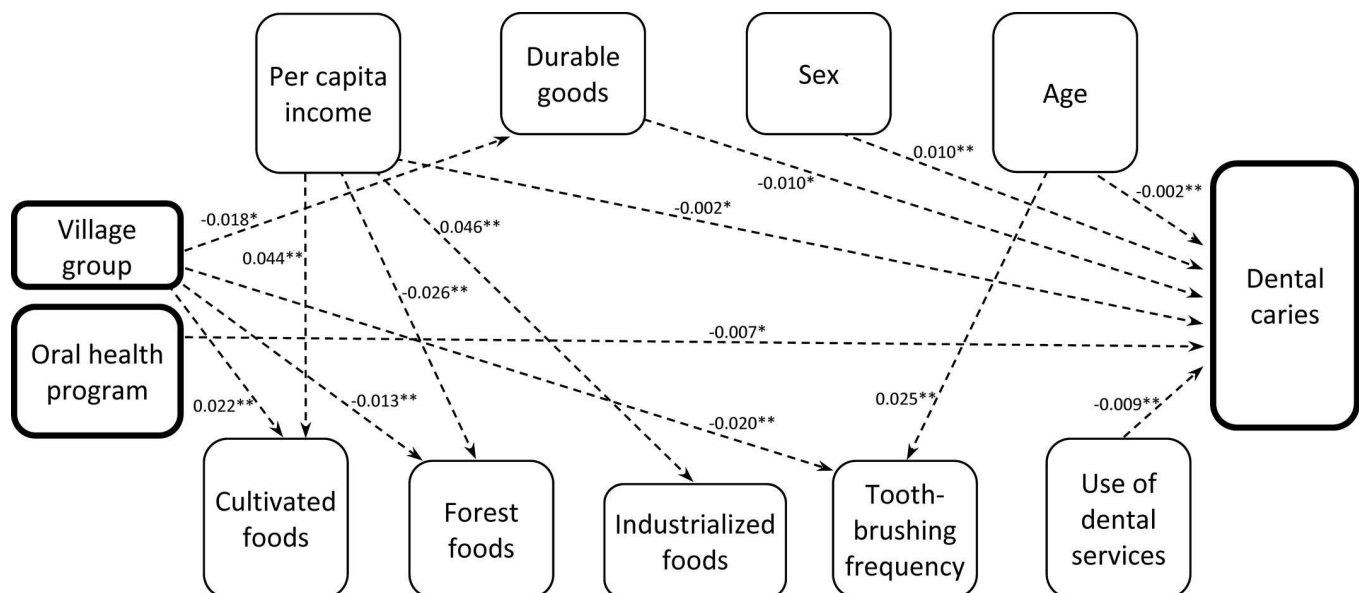 Per capita
income
Durable
goods
Sex
Age
0.010**
-0.010*
-0.002**
-0.002*
-0.018*
0.046**
Village
group
0.044**
-0.026**
Dental
caries
-0.007*
Oral health
program
0.022**
-0.013**
-0.020**
0.025**
-0.009**
Cultivated
foods
Forest
foods
Industrialized
foods
Tooth-
brushing
frequency
Use of
dental
services